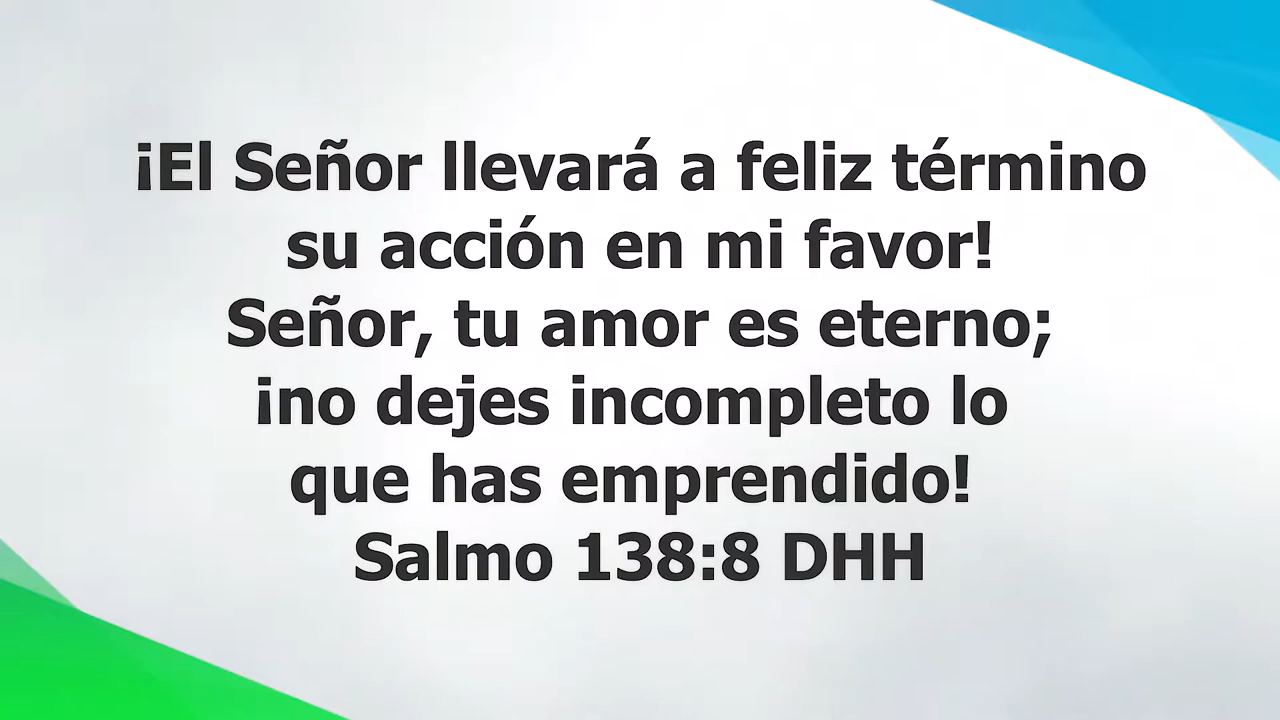 ¡El Señor llevará a feliz término
su acción en mi favor!
Señor, tu amor es eterno;
¡no dejes incompleto lo
que has emprendido!
Salmo 138:8 DHH